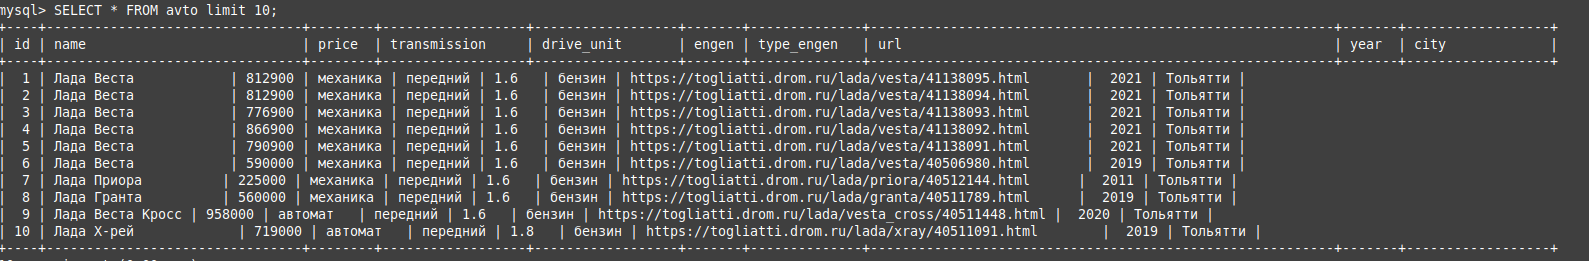 mysql> SELECT * FROM avto limit 10;
+----+--------------------------------+--------+------------------+------------------+-------+--------------+----------------------------------------------------------+-------+------------------+
| id | name | price | transmission | drive_unit | engen | type_engen | url | year | city |
+----+--------------------------------+--------+------------------+------------------+-------+--------------+----------------------------------------------------------+-------+------------------+
| 1 | Лада Веста | 812900 | механика | передний | 1.6 | бензин | https://togliatti.drom.ru/lada/vesta/41138095.html | 2021 | Тольятти |
| 2 | Лада Веста | 812900 | механика | передний | 1.6 | бензин | https://togliatti.drom.ru/lada/vesta/41138094.html | 2021 | Тольятти |
| 3 | Лада Веста | 776900 | механика | передний | 1.6 | бензин | https://togliatti.drom.ru/lada/vesta/41138093.html | 2021 | Тольятти |
| 4 | Лада Веста | 866900 | механика | передний | 1.6 | бензин | https://togliatti.drom.ru/lada/vesta/41138092.html | 2021 | Тольятти |
| 5 | Лада Веста | 790900 | механика | передний | 1.6 | бензин | https://togliatti.drom.ru/lada/vesta/41138091.html | 2021 | Тольятти |
| 6 | Лада Веста | 590000 | механика | передний | 1.6 | бензин | https://togliatti.drom.ru/lada/vesta/40506980.html | 2019 | Тольятти |
| 7 | Лада Приора | 225000 | механика | передний | 1.6 | бензин | https://togliatti.drom.ru/lada/priora/40512144.html | 2011 | Тольятти |
| 8 | Лада Гранта | 560000 | механика | передний | 1.6 | бензин | https://togliatti.drom.ru/lada/granta/40511789.html | 2019 | Тольятти |
| 9 | Лада Веста Кросс | 958000 | автомат | передний | 1.6 | бензин | https://togliatti.drom.ru/lada/vesta_cross/40511448.html | 2020 | Тольятти |
| 10 | Лада Х-рей | 719000 | автомат | передний | 1.8 | бензин | https://togliatti.drom.ru/lada/xray/40511091.html | 2019 | Тольятти |
+----+--------------------------------+--------+------------------+------------------+-------+--------------+----------------------------------------------------------+-------+------------------+